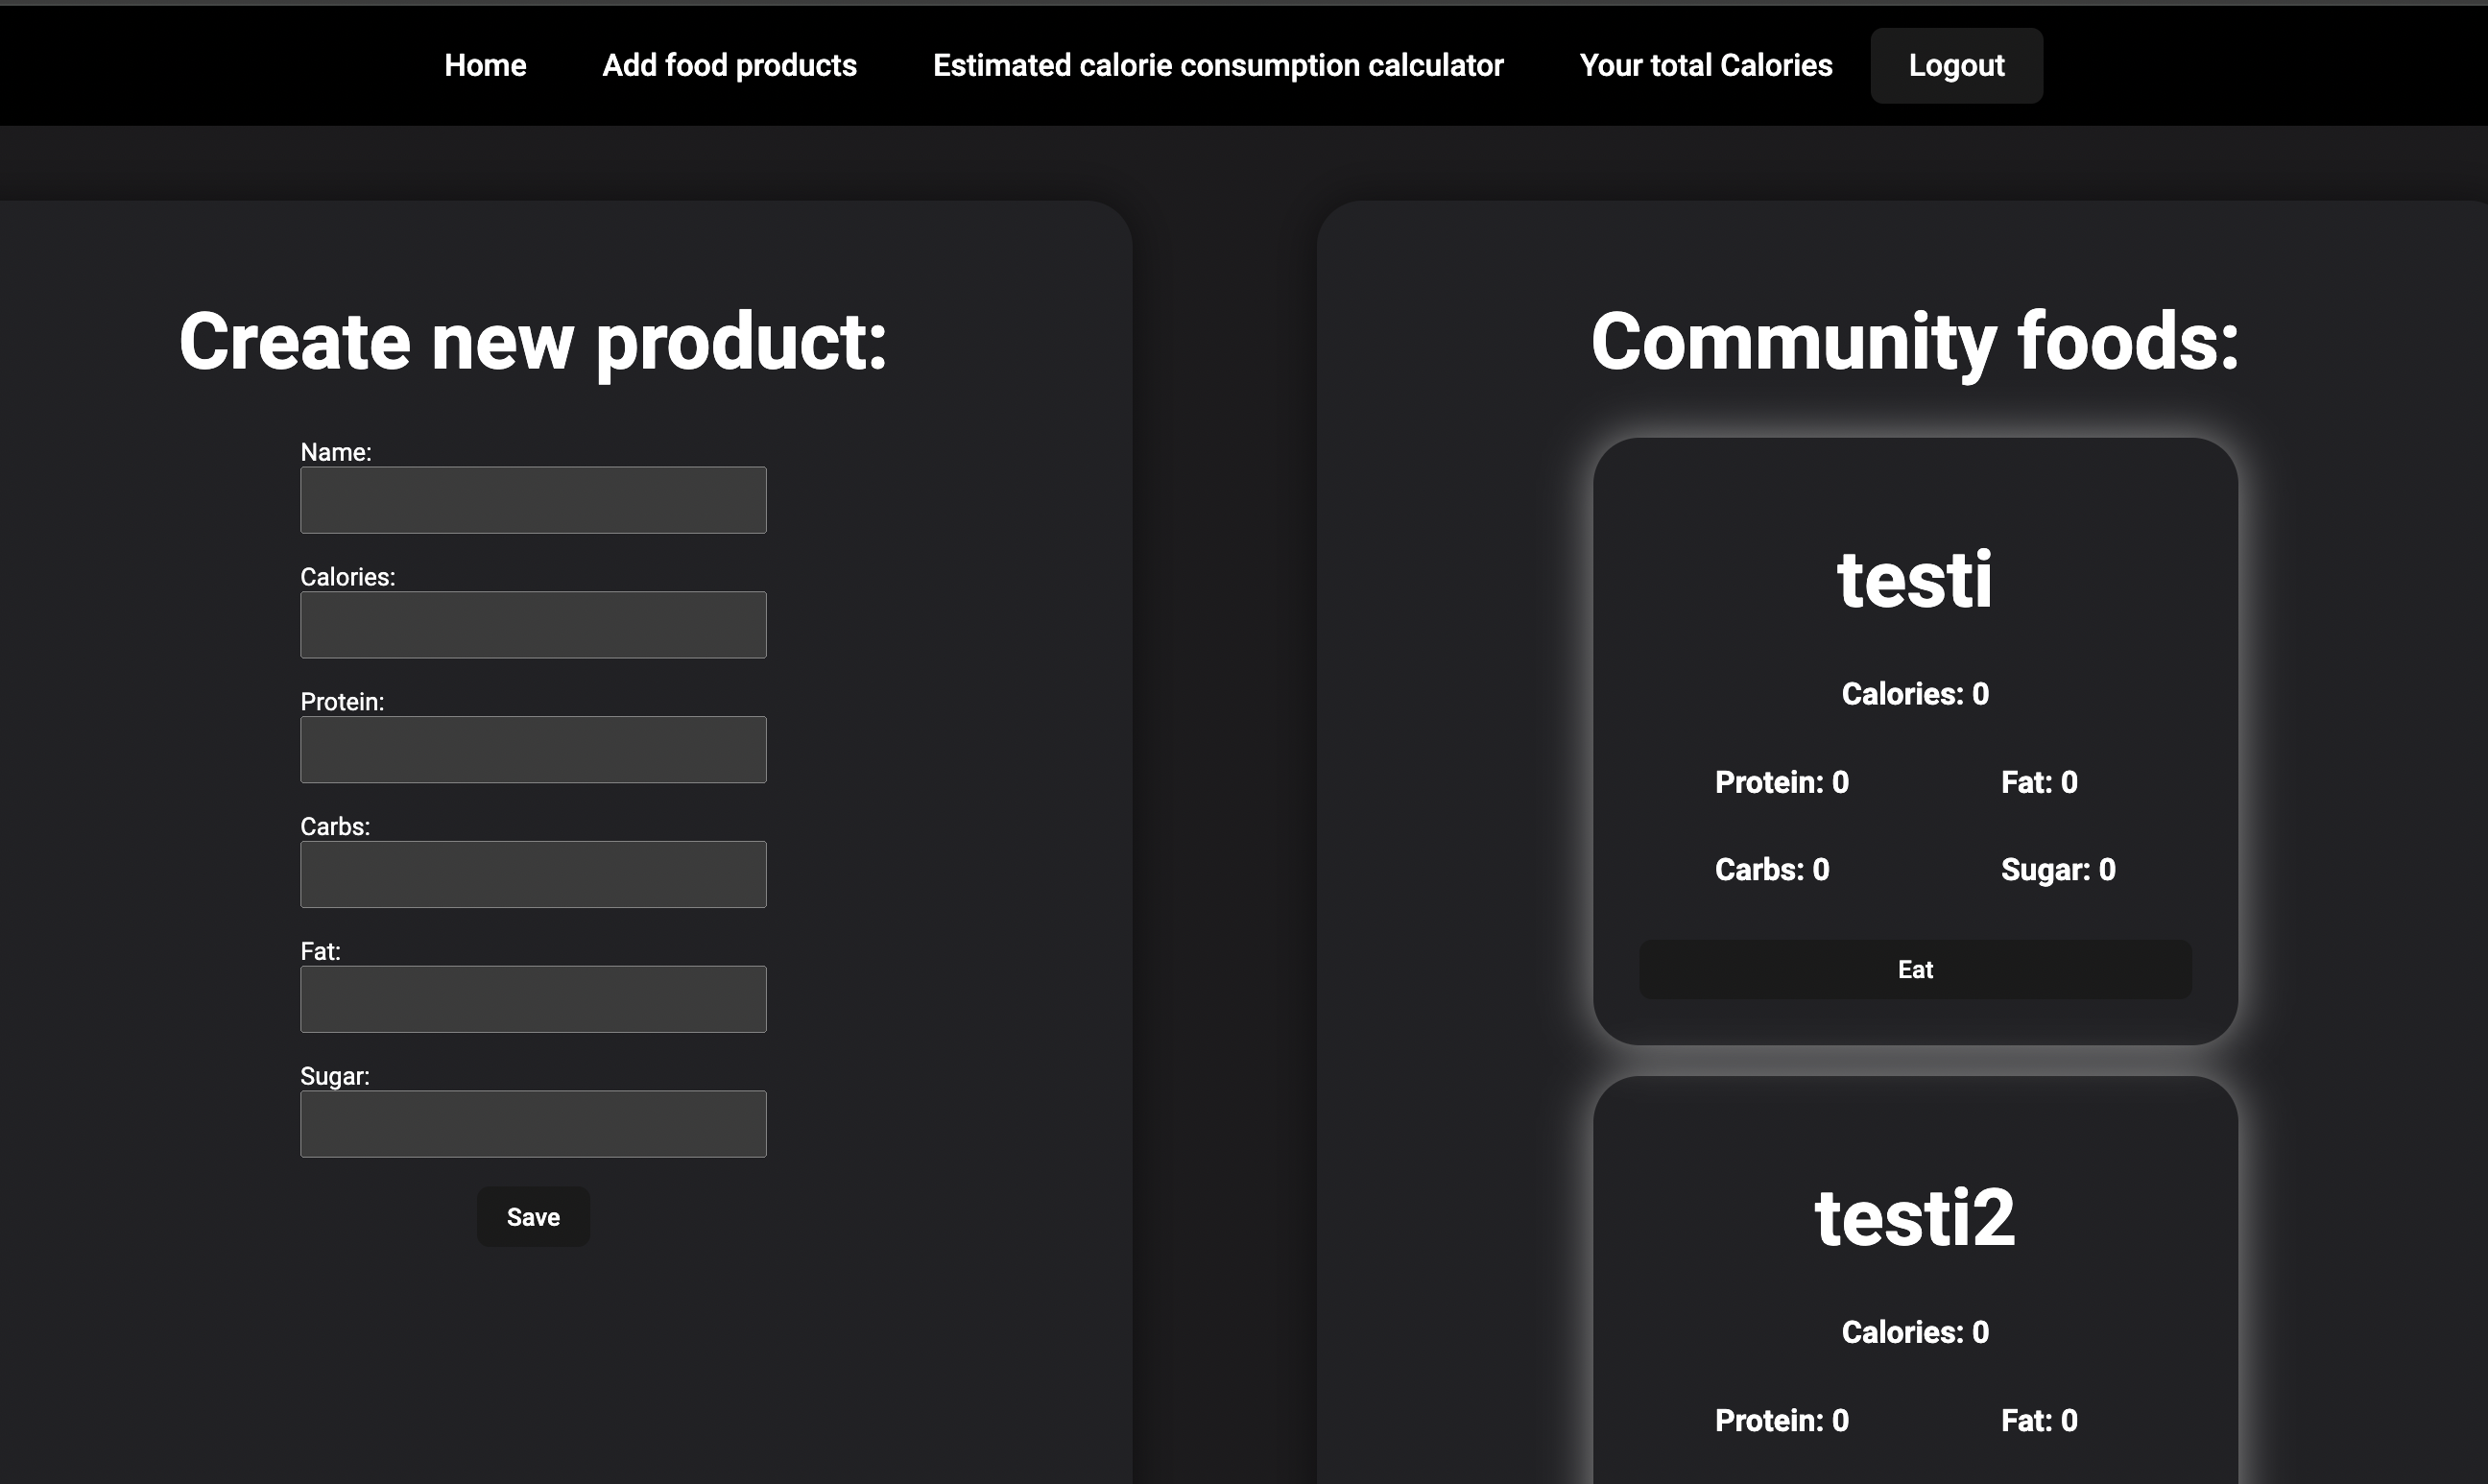 Home Add food products Estimated calorie consumption calculator Your total Calories Logout
Create new product:
Name:
Calories:
Protein:
Carbs:
Fat:
Sugar:
Save
Community foods:
testi
Calories: 0
Protein: 0 Fat: 0
Carbs: 0 Sugar: 0
Eat
testi2
Calories: 0
Protein: 0 Fat: 0